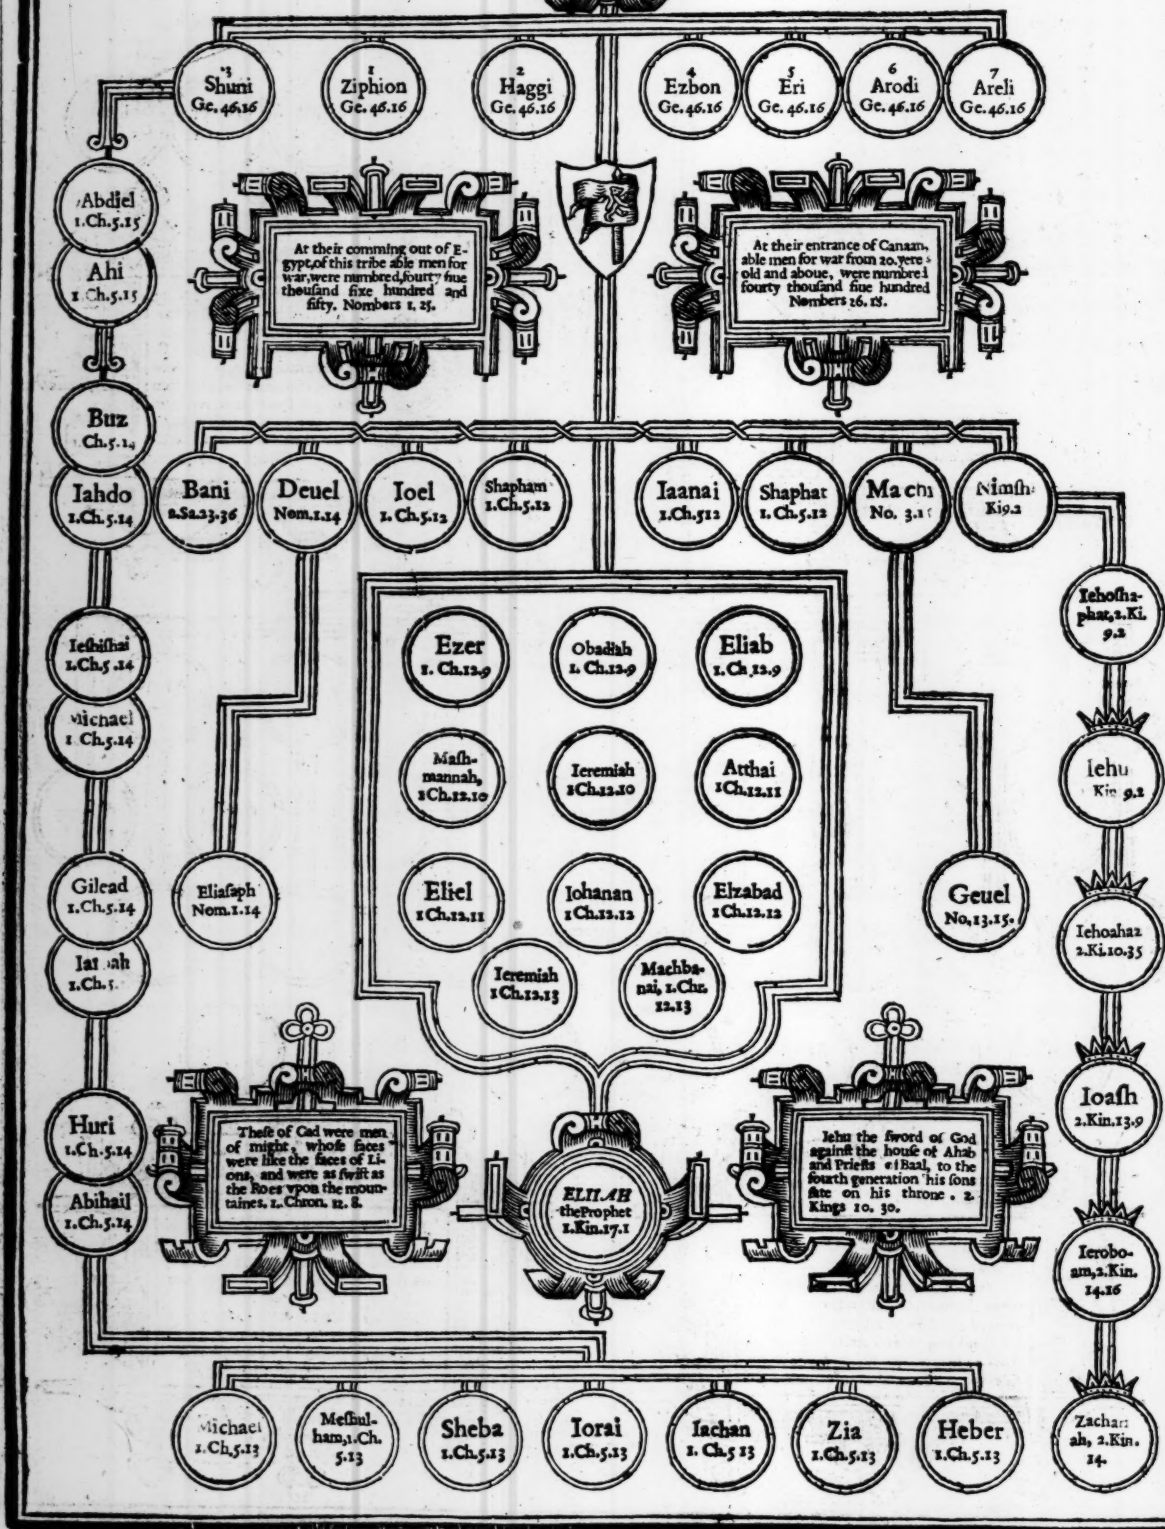 3
Shuni
Ge. 46.16
1
Ziphion
Ge. 46.16
2
Haggi
Ge. 46.16
4
Ezbon
Ge. 46.16
5
Eri
Ge. 46.16
6
Arodi
Ge. 46.16
7
Areli
Ge. 46.16
Abdiel
1.Ch.5.15
Ahi
1.Ch.5.15
At their comming out of E-
gypt,of this tribe able men for
war,were numbred,fourty fiue
thouſand ſixe hundred and
fifty. Nombers 1. 25.
At their entrance of Canaan,
able men for war from 20. yere
old and aboue, were numbred
fourty thouſand fiue hundred
Nombers 26. 18.
Buz
Ch.5.14
Iahdo
1.Ch.5.14
Bani
2.Sa.23.36
Deuel
Nom.1.14
Ioel
1. Ch.5.12
Shapham
1.Ch.5.12
Iaanai
1.Ch.512
Shaphat
1. Ch.5.12
Machi
No.
Nimſh
Ki9.2
Iehoſha-
phat,2.Ki.
9.2
Ieſhiſhai
1.Ch.5.14
Michael
1 Ch.5.14
Ezer
1. Ch.12.9
Obadiah
1. Ch.12.9
Eliab
1. Ch.12.9
Maſh-
mannah,
1Ch.12.10
Ieremiah
1Ch.12.10
Atthai
1Ch.12.11
Iehu
Kin 9.2
Gilead
1.Ch.5.14
Eliaſaph
Nom.1.14
Eliel
1Ch.12.11
Iohanan
1Ch.12.12
Elzabad
1Ch.12.12
Geuel
No.13.15.
Iehoahaz
2.Ki.10.35
1.Ch.5.
Ieremiah
1Ch.12.13
Machba-
nai, 1.Chr.
12.13
Huri
1.Ch.5.14
Abihail
1.Ch.5.14
Theſe of Gad were men
of might, whoſe faces
were like the faces of Li-
ons, and were as ſwift as
the Roes vpon the moun-
taines. 1. Chron. 12. 8.
ELIIAH
theProphet
1.Kin.17.1
Iehu the ſword of God
againſt the houſe of Ahab
and Prieſts of Baal, to the
fourth generation his ſons
ſate on his throne. 2.
Kings 10. 30.
Ioaſh
2.Kin.13.9
Ierobo-
am,2.Kin.
14.16
Michael
1.Ch.5.13
Meſhul-
ham,1.Ch.
5.13
Sheba
1.Ch.5.13
Iorai
1.Ch.5.13
Iachan
1. Ch.5 13
Zia
1.Ch.5.13
Heber
1.Ch.5.13
Zachari
ah, 2.Kin.
14.